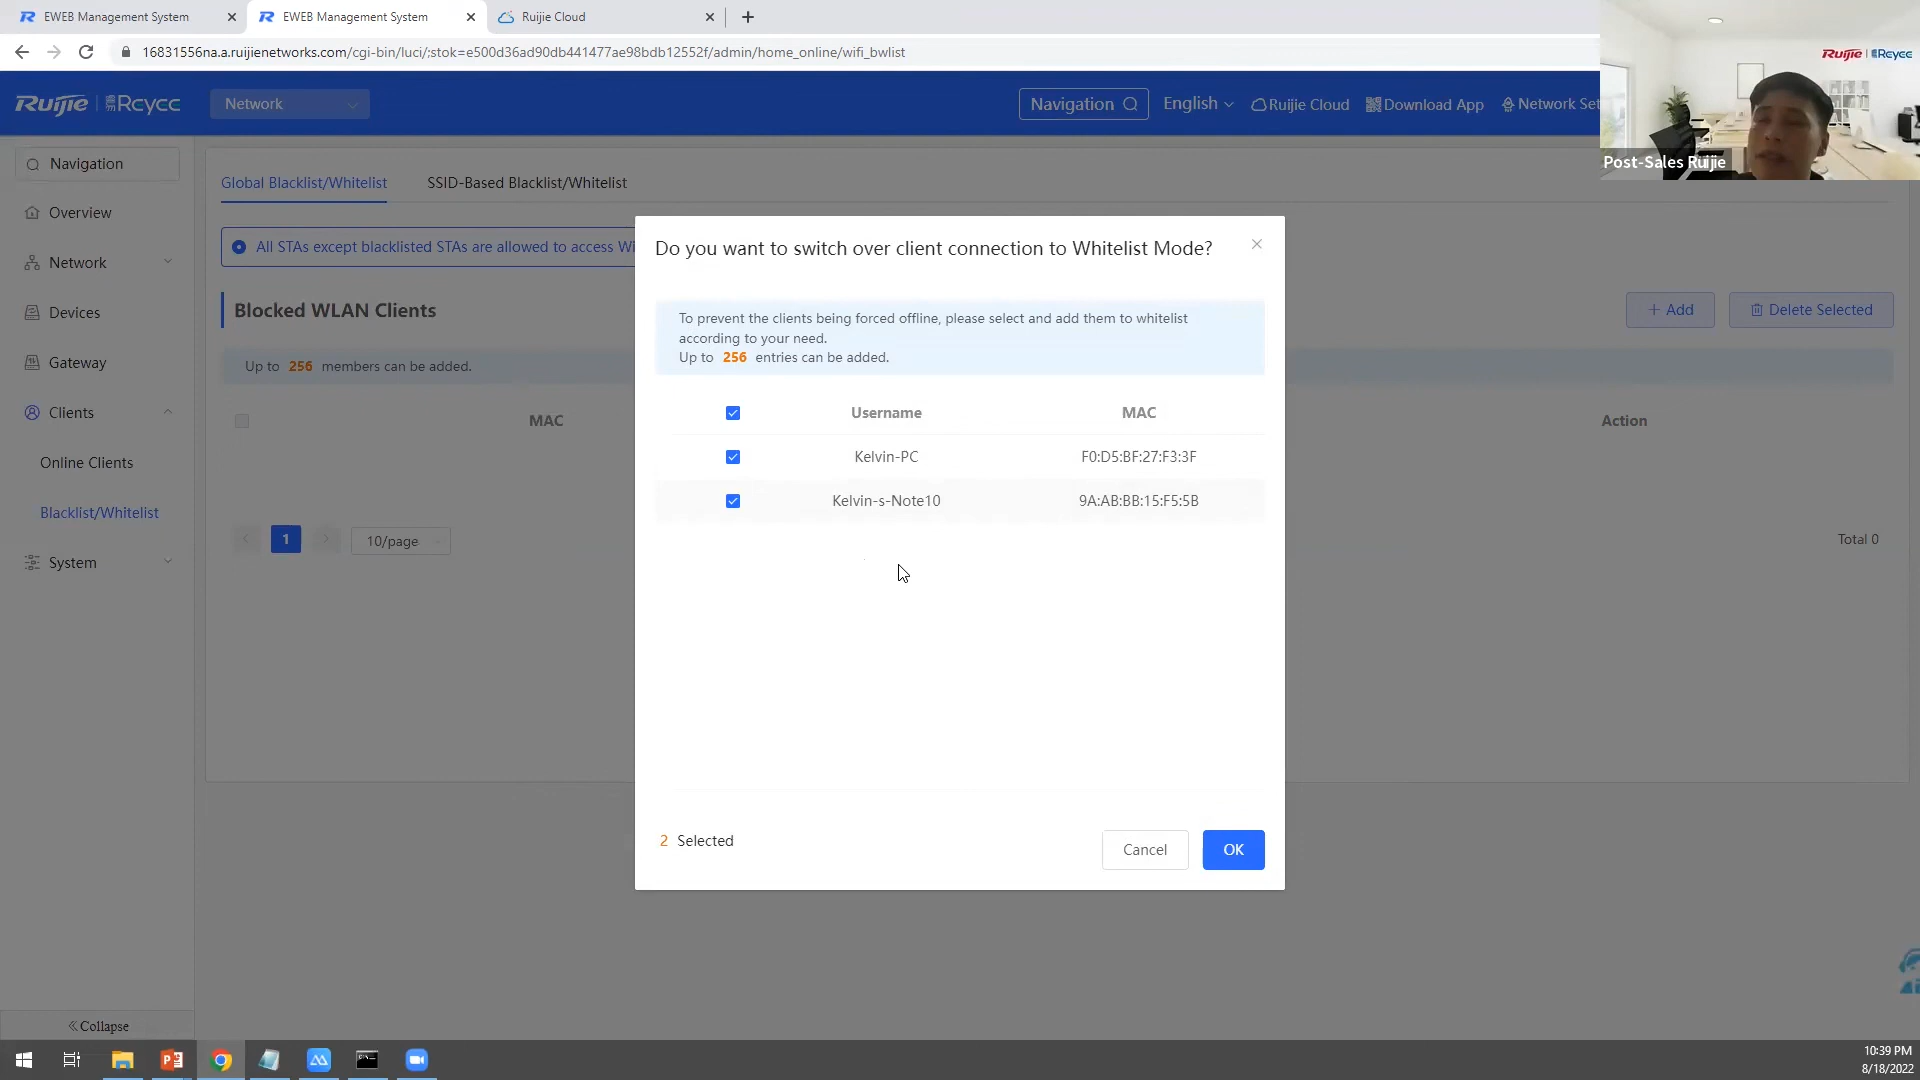 EWEB Management System
EWEB Management System
Ruijie Cloud
16831556na.a.ruijienetworks.com/cgi-bin/luci/;stok=e500d36ad90db441477ae98bdb12552f/admin/home_online/wifi_bwlist
Ruijie | Reyee
Network
Navigation
English
Ruijie Cloud
Download App
Network Set
Ruijie | Reyee
Post-Sales Ruijie
Navigation
Overview
Network
Devices
Gateway
Clients
Online Clients
Blacklist/Whitelist
System
Collapse
Global Blacklist/Whitelist
SSID-Based Blacklist/Whitelist
All STAs except blacklisted STAs are allowed to access Wi
Blocked WLAN Clients
+ Add
Delete Selected
Up to 256 members can be added.
MAC
Action
1
10/page
Total 0
Do you want to switch over client connection to Whitelist Mode?
To prevent the clients being forced offline, please select and add them to whitelist
according to your need.
Up to 256 entries can be added.
Username MAC
Kelvin-PC F0:D5:BF:27:F3:3F
Kelvin-s-Note10 9A:AB:BB:15:F5:5B
2 Selected
Cancel
OK
10:39 PM
8/18/2022